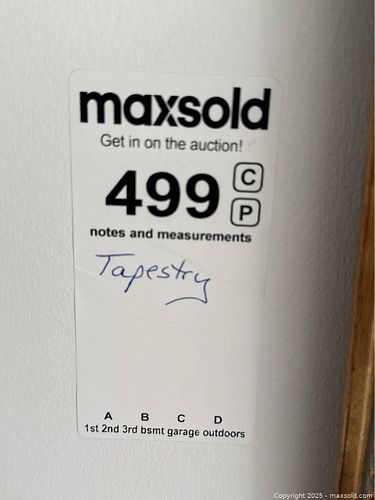 maxsold
Get in on the auction!
499 C
P
notes and measurements
Tapestry
A B C D
1st 2nd 3rd bsmt garage outdoors
Copyright 2025 - maxsold.com